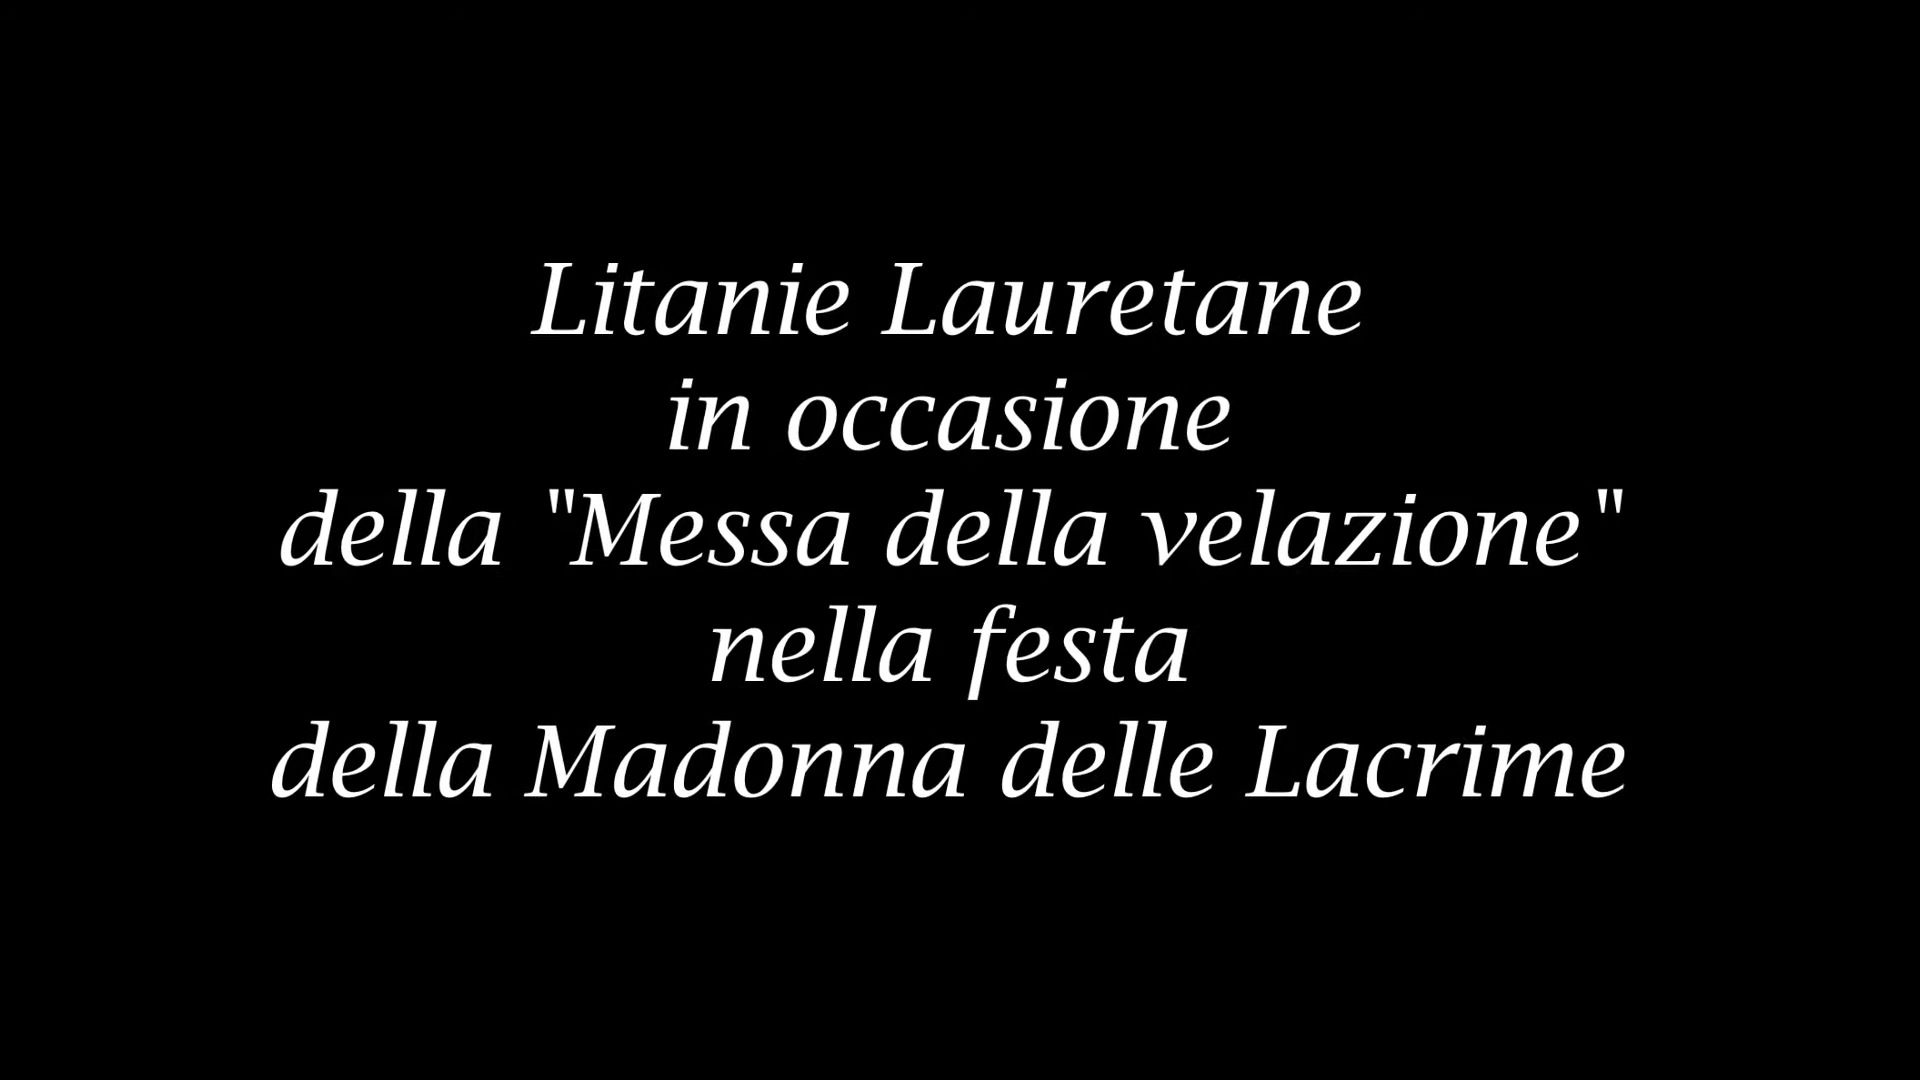 Litanie Lauretane
in occasione
della "Messa della velazione"
nella festa
della Madonna delle Lacrime